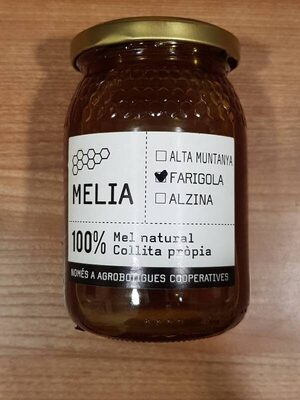 MELIA
ALTA MUNTANYA
FARIGOLA
ALZINA
100% Mel natural
Collita pròpia
NOMÉS A AGROBOTIGUES COOPERATIVES